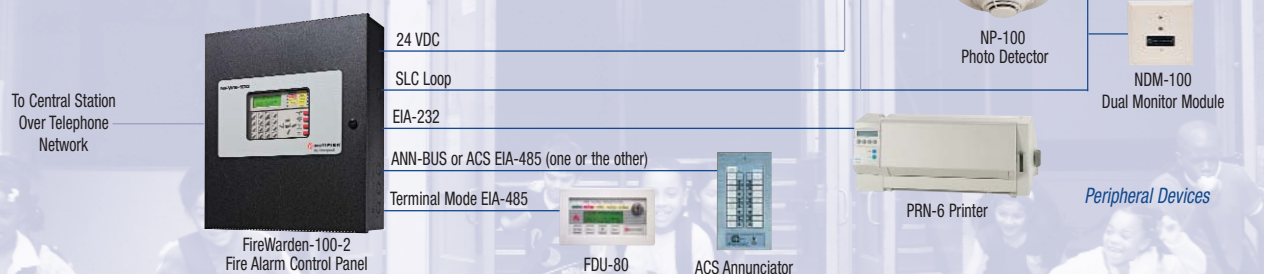 24 VDC
NP-100
Photo Detector
SLC Loop
NDM-100
Dual Monitor Module
To Central Station
Over Telephone
Network
EIA-232
ANN-BUS or ACS EIA-485 (one or the other)
Terminal Mode EIA-485
PRN-6 Printer
Peripheral Devices
FireWarden-100-2
Fire Alarm Control Panel
FDU-80
ACS Annunciator